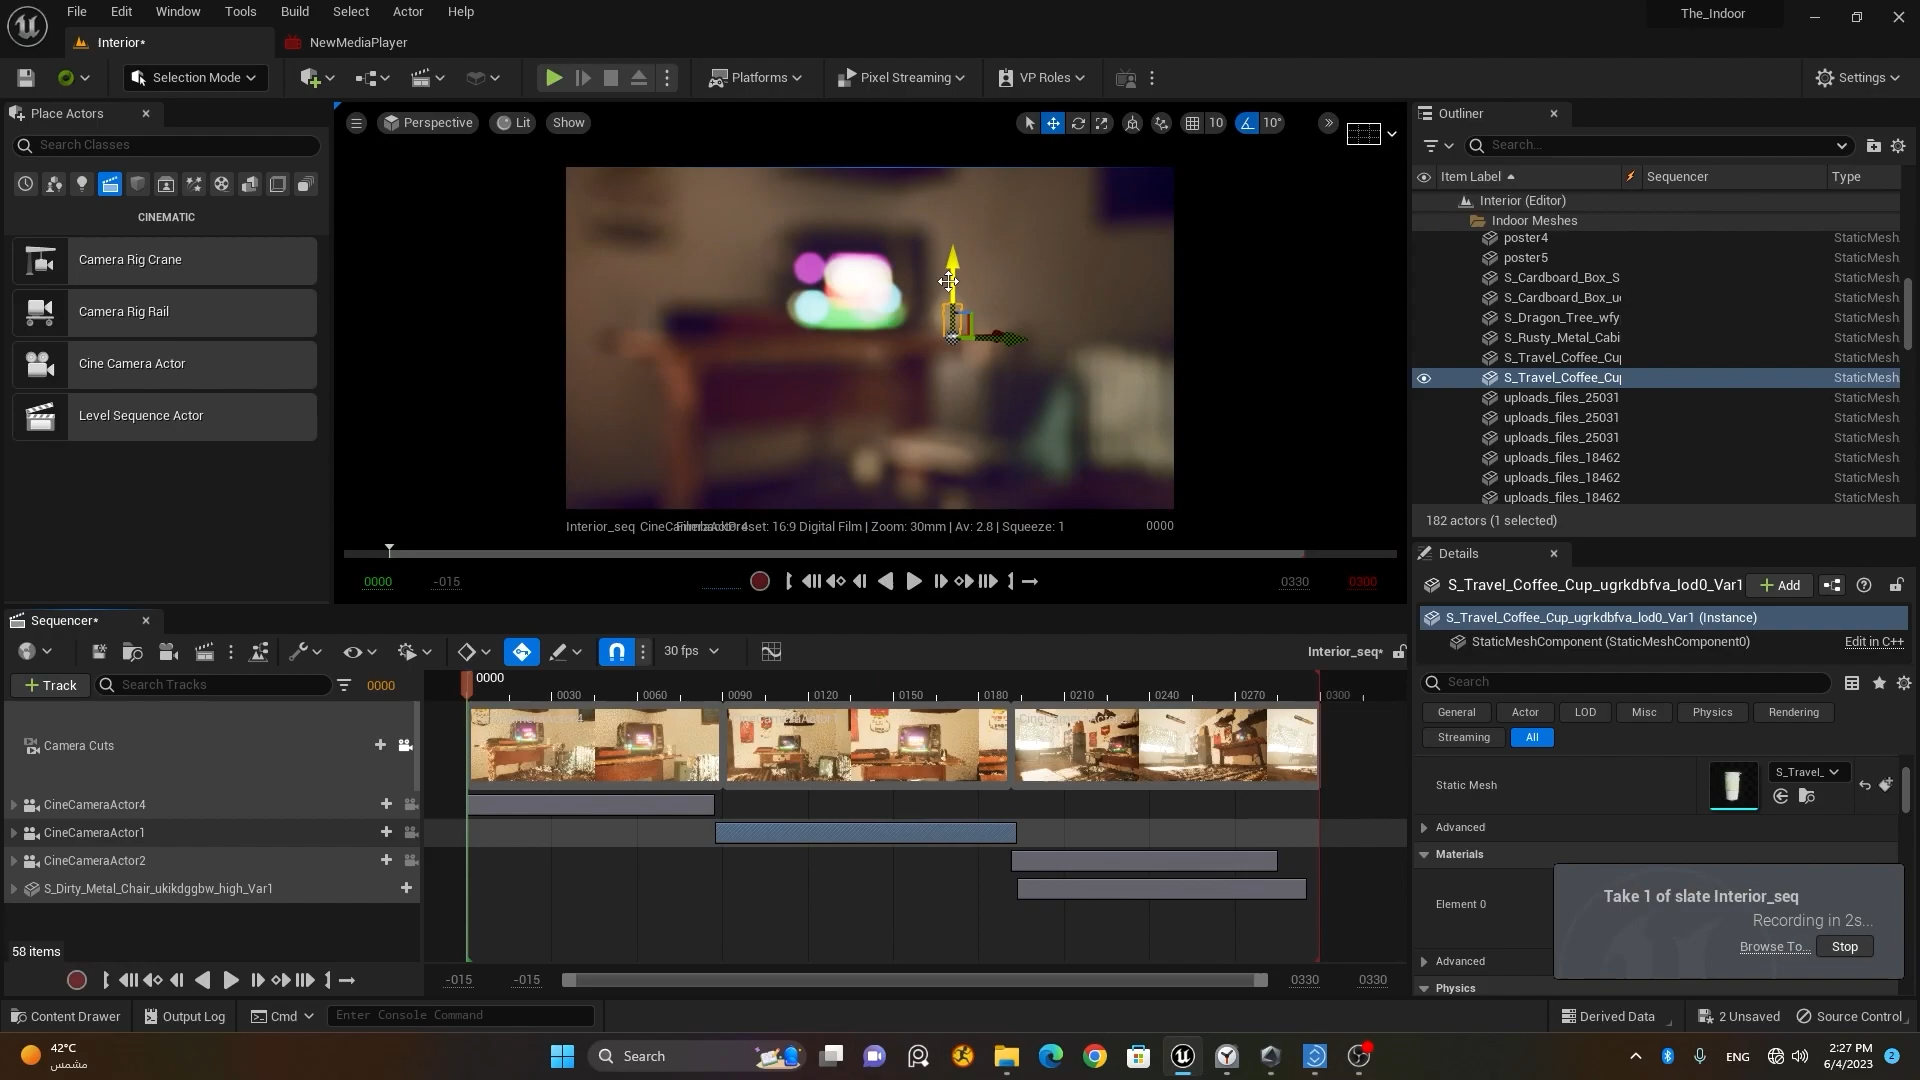 File Edit Window Tools Build Select Actor Help
The_Indoor
Interior*
NewMediaPlayer
Selection Mode
Platforms
Pixel Streaming
VP Roles
Settings
Place Actors
Search Classes
CINEMATIC
Camera Rig Crane
Camera Rig Rail
Cine Camera Actor
Level Sequence Actor
Perspective
Lit
Show
10
10°
Interior_seq
Preset: 16:9 Digital Film | Zoom: 30mm | Av: 2.8 | Squeeze: 1
0000
0000
-015
0330
0300
Outliner
Search...
Item Label
Sequencer
Type
Interior (Editor)
Indoor Meshes
poster4 StaticMesh
poster5 StaticMesh
S_Cardboard_Box_S StaticMesh
S_Cardboard_Box_u StaticMesh
S_Dragon_Tree_wfy StaticMesh
S_Rusty_Metal_Cabi StaticMesh
S_Travel_Coffee_Cu StaticMesh
S_Travel_Coffee_Cu StaticMesh
uploads_files_25031 StaticMesh
uploads_files_25031 StaticMesh
uploads_files_25031 StaticMesh
uploads_files_18462 StaticMesh
uploads_files_18462 StaticMesh
uploads_files_18462 StaticMesh
182 actors (1 selected)
Details
S_Travel_Coffee_Cup_ugrkdbfva_lod0_Var1
Add
S_Travel_Coffee_Cup_ugrkdbfva_lod0_Var1 (Instance)
StaticMeshComponent (StaticMeshComponent0)
Edit in C++
Search
General Actor LOD Misc Physics Rendering
Streaming All
Static Mesh
S_Travel_
Advanced
Materials
Element 0
Advanced
Physics
Take 1 of slate Interior_seq
Recording in 2s...
Browse To...
Stop
Sequencer*
30 fps
Interior_seq*
Track
Search Tracks
0000
0000
0030 0060 0090 0120 0150 0180 0210 0240 0270 0300
Camera Cuts
CineCameraActor4
CineCameraActor1
CineCameraActor2
S_Dirty_Metal_Chair_ukikdggbw_high_Var1
58 items
-015
-015
0330
0330
Content Drawer
Output Log
Cmd
Enter Console Command
Derived Data
2 Unsaved
Source Control
42°C
مشمس
Search
ENG
2:27 PM
6/4/2023
2